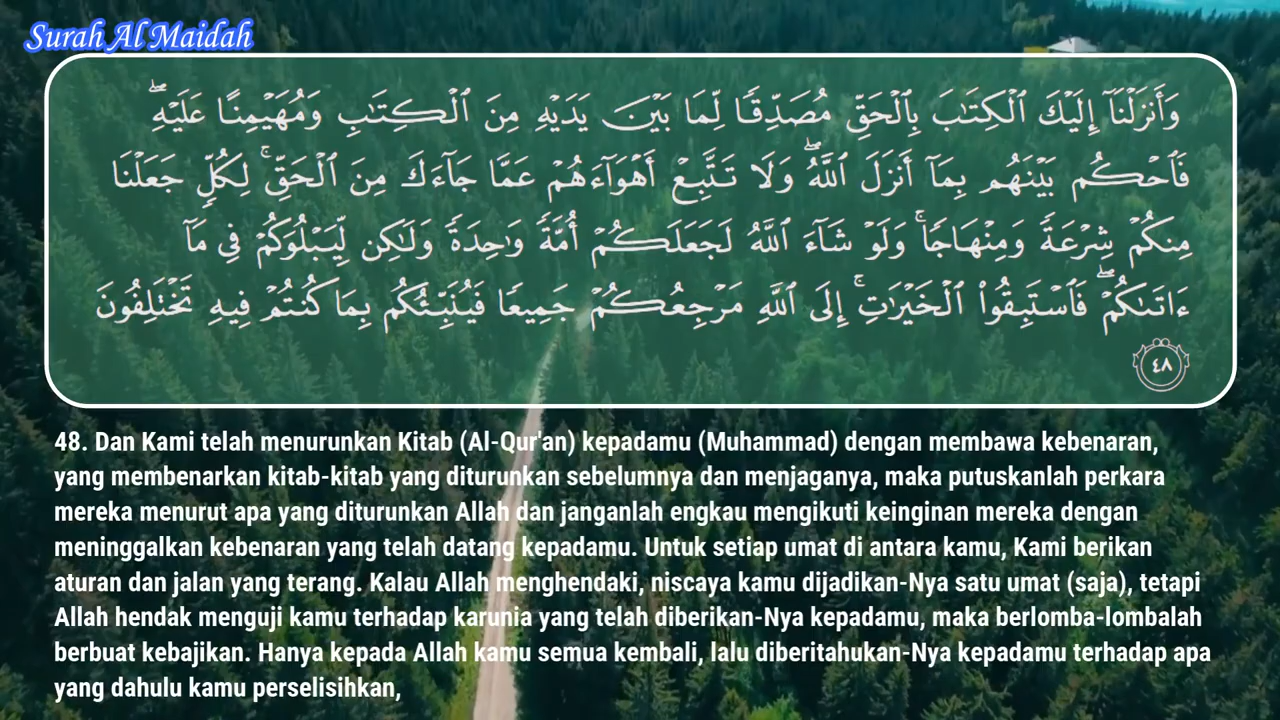 Surah Al Maidah
وَأَنزَلْنَآ إِلَيْكَ ٱلْكِتَـٰبَ بِٱلْحَقِّ مُصَدِّقًا لِّمَا بَيْنَ يَدَيْهِ مِنَ ٱلْكِتَـٰبِ وَمُهَيْمِنًا عَلَيْهِ ۖ
فَٱحْكُم بَيْنَهُم بِمَآ أَنزَلَ ٱللَّهُ ۖ وَلَا تَتَّبِعْ أَهْوَآءَهُمْ عَمَّا جَآءَكَ مِنَ ٱلْحَقِّ ۚ لِكُلٍّ جَعَلْنَا
مِنكُمْ شِرْعَةً وَمِنْهَاجًا ۚ وَلَوْ شَآءَ ٱللَّهُ لَجَعَلَكُمْ أُمَّةً وَٰحِدَةً وَلَـٰكِن لِّيَبْلُوَكُمْ فِى مَآ
ءَاتَىٰكُمْ ۖ فَٱسْتَبِقُوا۟ ٱلْخَيْرَٰتِ ۚ إِلَى ٱللَّهِ مَرْجِعُكُمْ جَمِيعًا فَيُنَبِّئُكُم بِمَا كُنتُمْ فِيهِ تَخْتَلِفُونَ
٤٨
48. Dan Kami telah menurunkan Kitab (Al-Qur'an) kepadamu (Muhammad) dengan membawa kebenaran,
yang membenarkan kitab-kitab yang diturunkan sebelumnya dan menjaganya, maka putuskanlah perkara
mereka menurut apa yang diturunkan Allah dan janganlah engkau mengikuti keinginan mereka dengan
meninggalkan kebenaran yang telah datang kepadamu. Untuk setiap umat di antara kamu, Kami berikan
aturan dan jalan yang terang. Kalau Allah menghendaki, niscaya kamu dijadikan-Nya satu umat (saja), tetapi
Allah hendak menguji kamu terhadap karunia yang telah diberikan-Nya kepadamu, maka berlomba-lombalah
berbuat kebajikan. Hanya kepada Allah kamu semua kembali, lalu diberitahukan-Nya kepadamu terhadap apa
yang dahulu kamu perselisihkan,